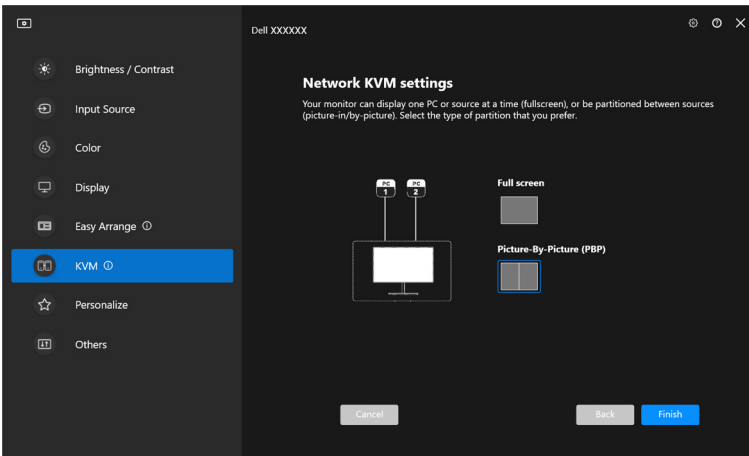 Dell XXXXXX
Brightness / Contrast
Input Source
Color
Display
Easy Arrange
KVM
Personalize
Others
Network KVM settings
Your monitor can display one PC or source at a time (fullscreen), or be partitioned between sources
(picture-in/by-picture). Select the type of partition that you prefer.
PC
1
PC
2
Full screen
Picture-By-Picture (PBP)
Cancel
Back
Finish